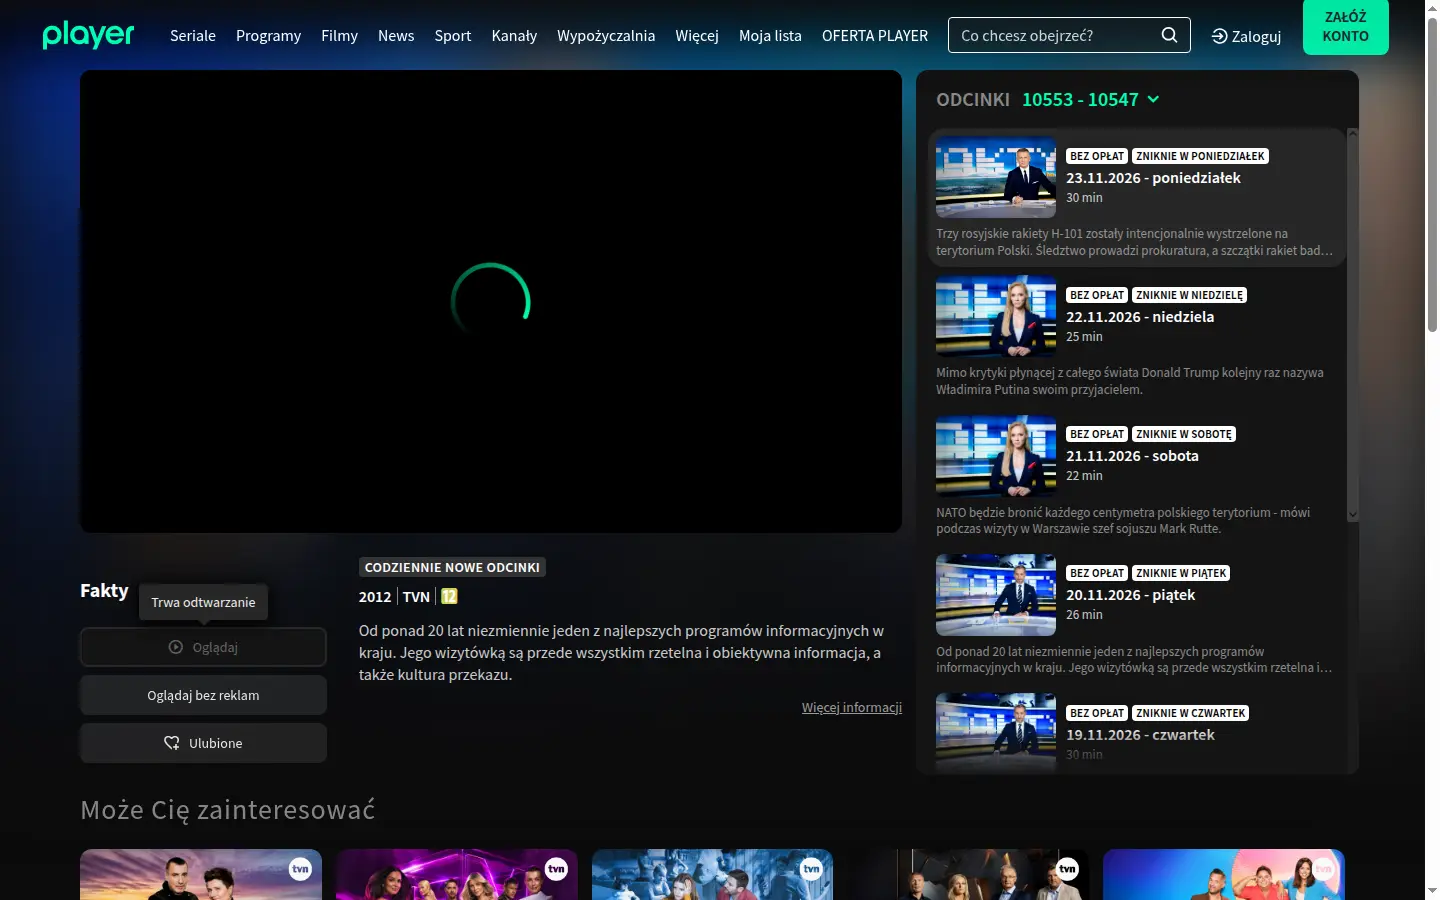 player
Seriale
Programy
Filmy
News
Sport
Kanały
Wypożyczalnia
Więcej
Moja lista
OFERTA PLAYER
Co chcesz obejrzeć?
Zaloguj
ZAŁÓŻ
KONTO
ODCINKI 10553 - 10547
BEZ OPŁAT ZNIKNIE W PONIEDZIAŁEK
23.11.2026 - poniedziałek
30 min
Trzy rosyjskie rakiety H-101 zostały intencjonalnie wystrzelone na
terytorium Polski. Śledztwo prowadzi prokuratura, a szczątki rakiet bad…
BEZ OPŁAT ZNIKNIE W NIEDZIELĘ
22.11.2026 - niedziela
25 min
Mimo krytyki płynącej z całego świata Donald Trump kolejny raz nazywa
Władimira Putina swoim przyjacielem.
BEZ OPŁAT ZNIKNIE W SOBOTĘ
21.11.2026 - sobota
22 min
NATO będzie bronić każdego centymetra polskiego terytorium - mówi
podczas wizyty w Warszawie szef sojuszu Mark Rutte.
BEZ OPŁAT ZNIKNIE W PIĄTEK
20.11.2026 - piątek
26 min
Od ponad 20 lat niezmiennie jeden z najlepszych programów
informacyjnych w kraju. Jego wizytówką są przede wszystkim rzetelna i…
BEZ OPŁAT ZNIKNIE W CZWARTEK
19.11.2026 - czwartek
30 min
Fakty
Trwa odtwarzanie
Oglądaj
Oglądaj bez reklam
Ulubione
CODZIENNIE NOWE ODCINKI
2012 TVN 12
Od ponad 20 lat niezmiennie jeden z najlepszych programów informacyjnych w
kraju. Jego wizytówką są przede wszystkim rzetelna i obiektywna informacja, a
także kultura przekazu.
Więcej informacji
Może Cię zainteresować
tvn
tvn
tvn
tvn
tvn